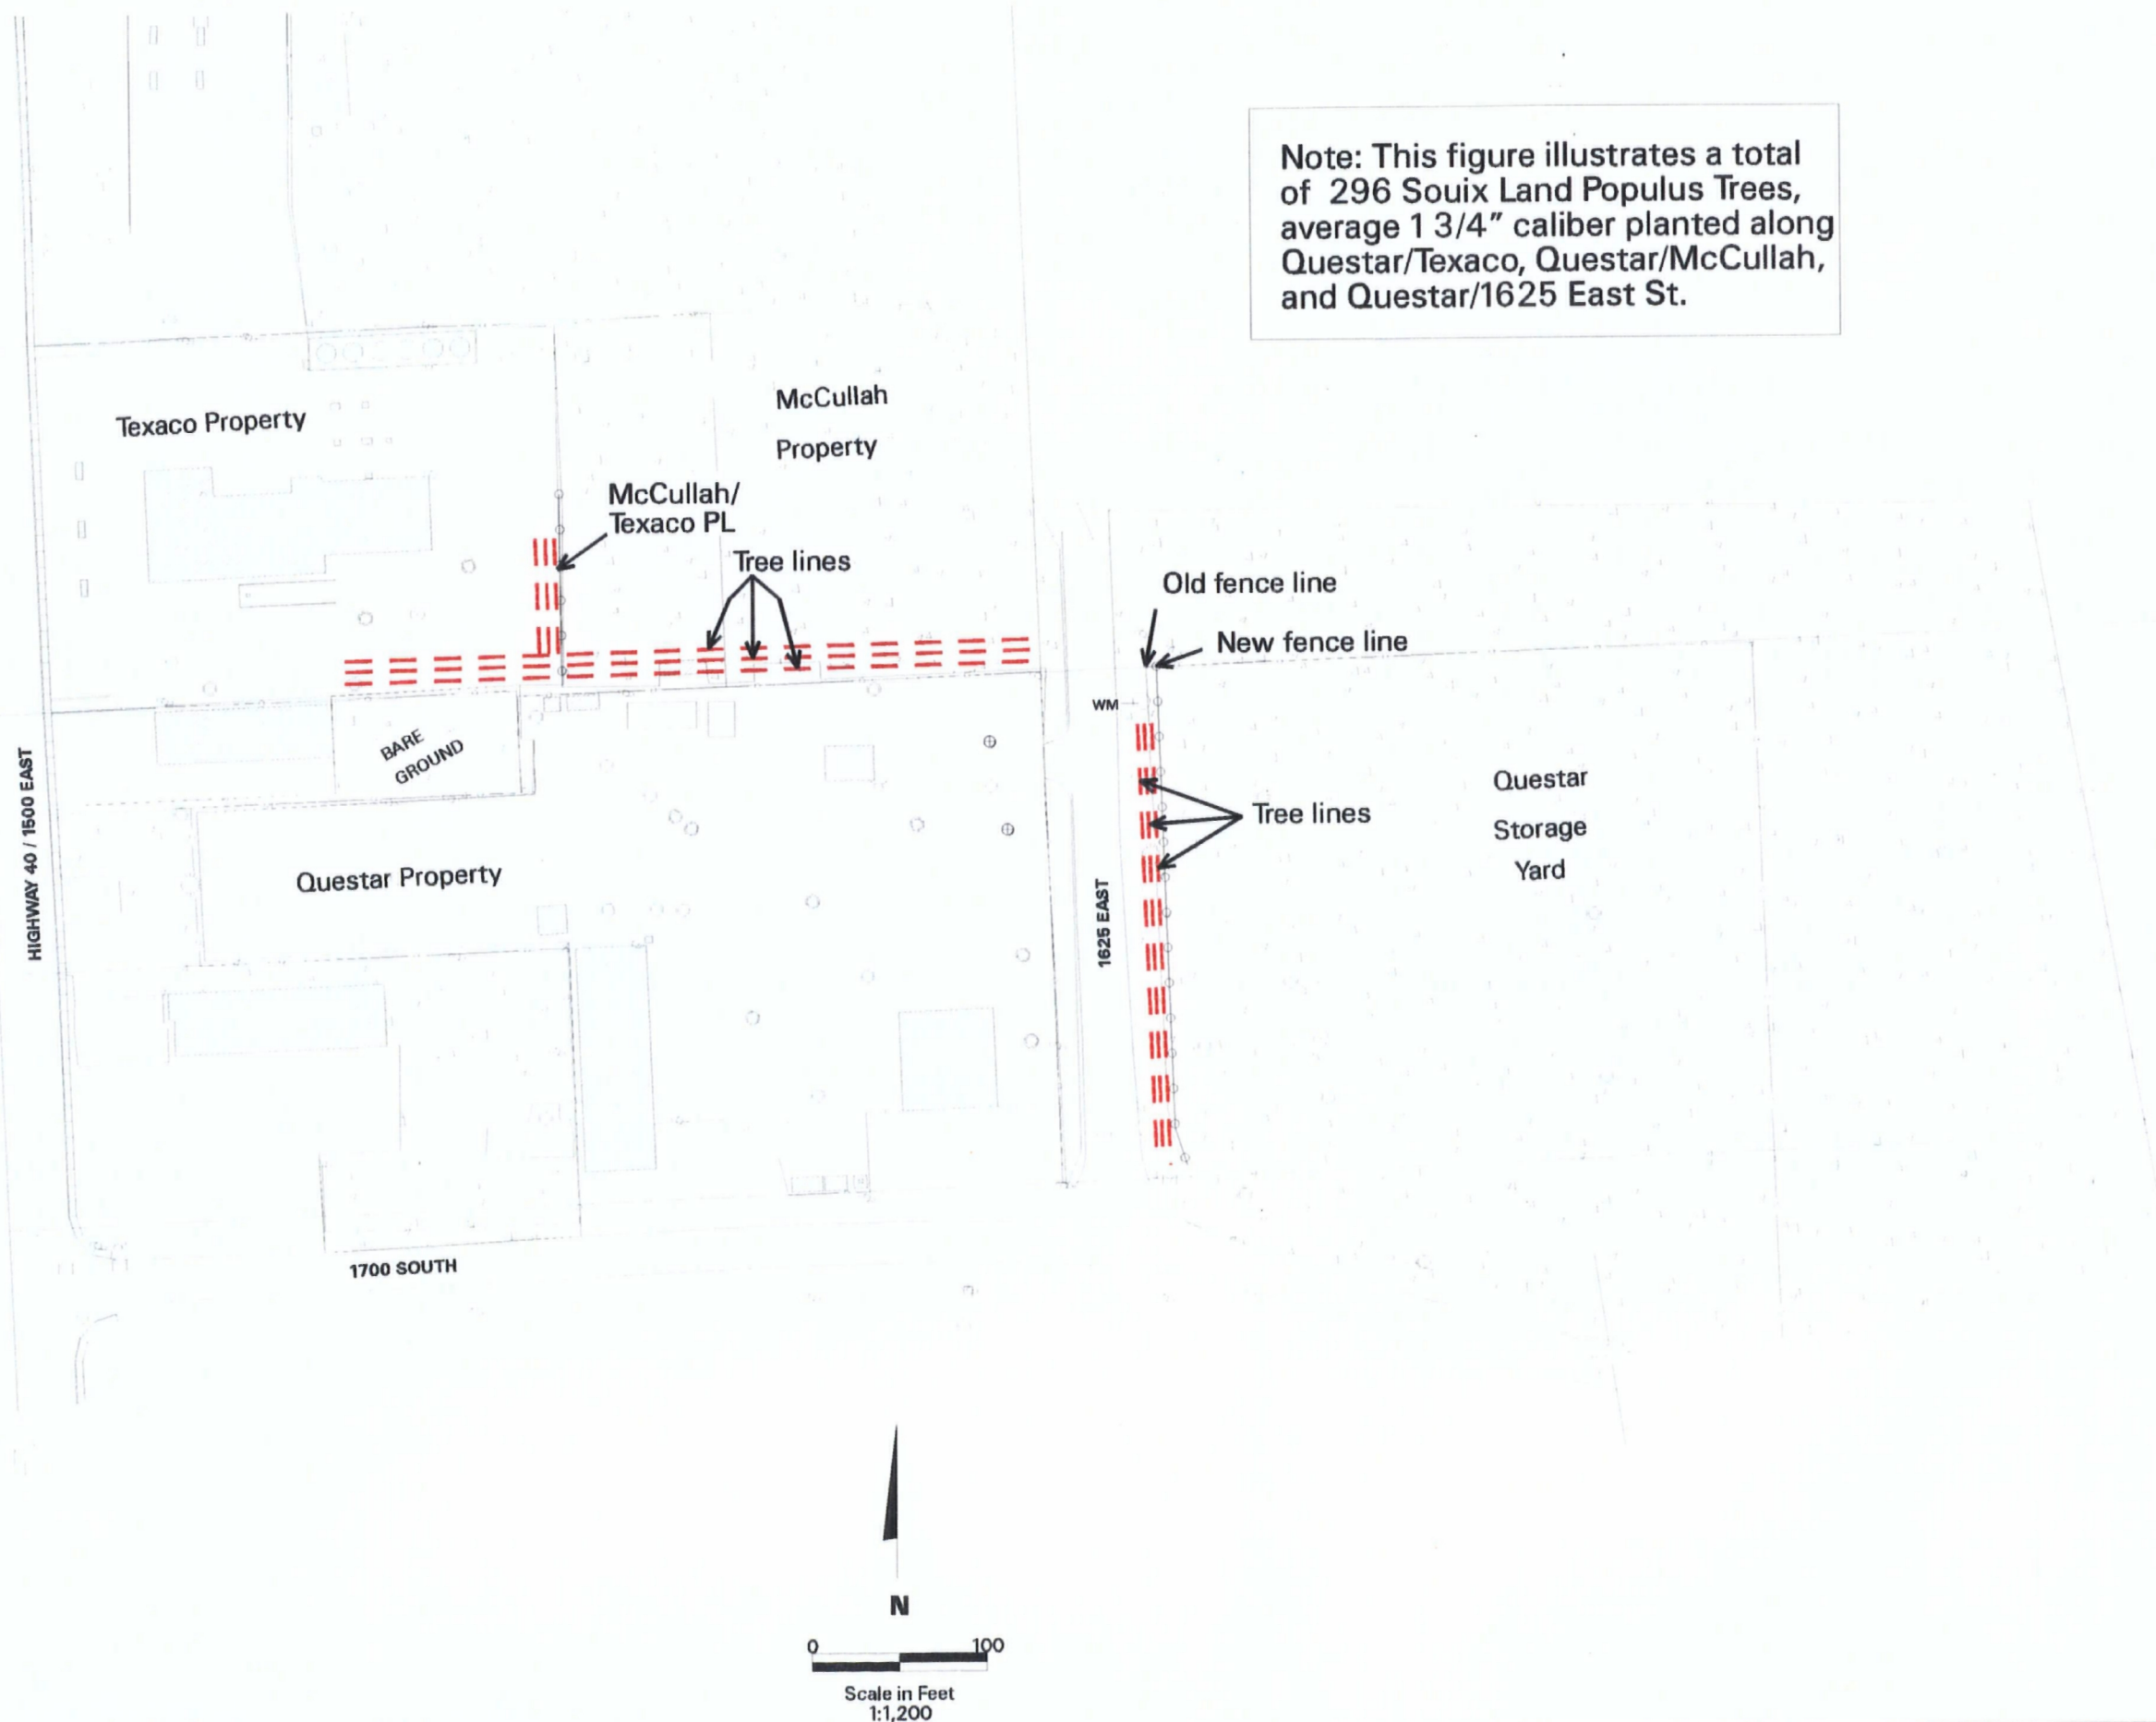 Note: This figure illustrates a total
of 296 Souix Land Populus Trees,
average 1 3/4" caliber planted along
Questar/Texaco, Questar/McCullah,
and Questar/1625 East St.
Texaco Property
McCullah
Property
McCullah/
Texaco PL
Tree lines
Old fence line
New fence line
WM
BARE
GROUND
HIGHWAY 40 / 1500 EAST
Questar Property
1625 EAST
Tree lines
Questar
Storage
Yard
1700 SOUTH
N
0 100
Scale in Feet
1:1,200